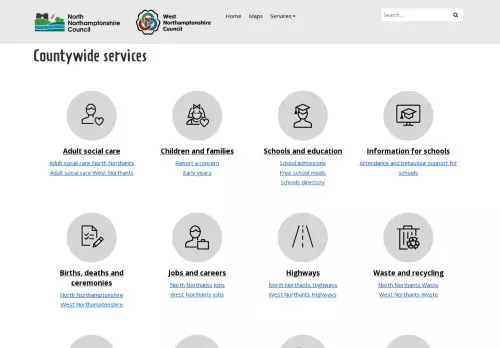 North
Northamptonshire
Council
West
Northamptonshire
Council
Home Maps Services
Search...
Countywide services
Adult social care
Adult social care North Northants
Adult social care West Northants
Children and families
Report a concern
Early years
Schools and education
School admissions
Free school meals
Schools directory
Information for schools
Attendance and behaviour support for
schools
Births, deaths and
ceremonies
North Northamptonshire
West Northamptonshire
Jobs and careers
North Northants Jobs
West Northants Jobs
Highways
North Northants Highways
West Northants Highways
Waste and recycling
North Northants Waste
West Northants Waste